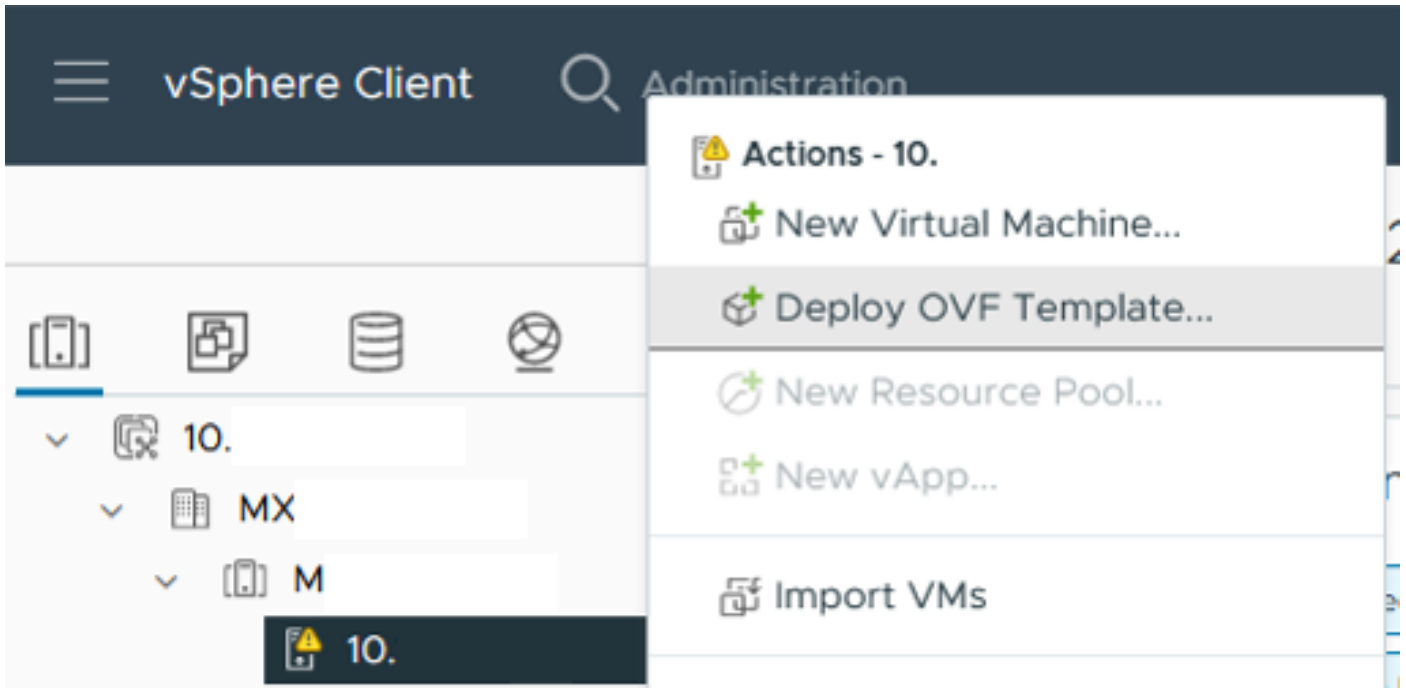 vSphere Client
Administration
Actions - 10.
New Virtual Machine...
Deploy OVF Template...
New Resource Pool...
New vApp...
Import VMs
10.
MX
M
10.